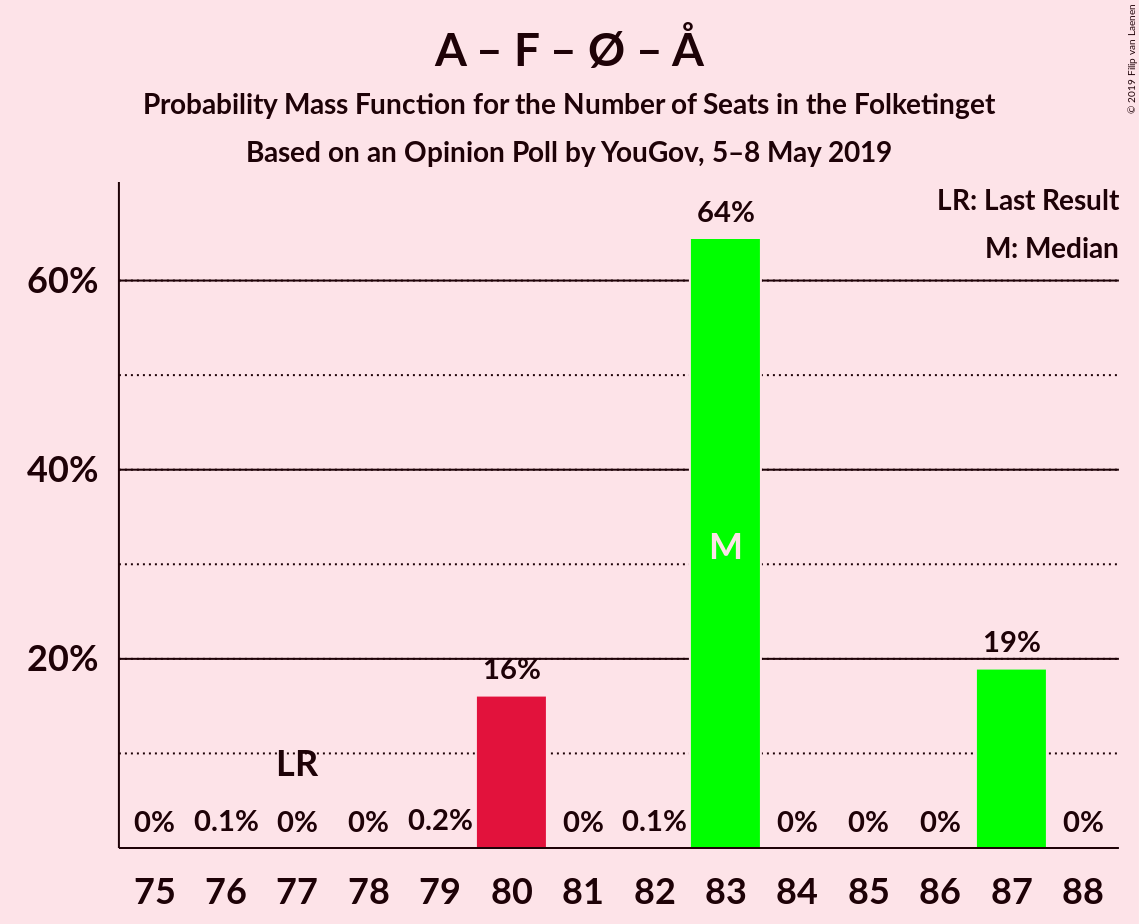 A – F – Ø – Å
Probability Mass Function for the Number of Seats in the Folketinget
Based on an Opinion Poll by YouGov, 5–8 May 2019
© 2019 Filip van Laenen
LR: Last Result
M: Median
64%
60%
40%
M
19%
20%
16%
LR
0% 0.1% 0% 0% 0.2% 0% 0.1% 0% 0% 0% 0%
75 76 77 78 79 80 81 82 83 84 85 86 87 88